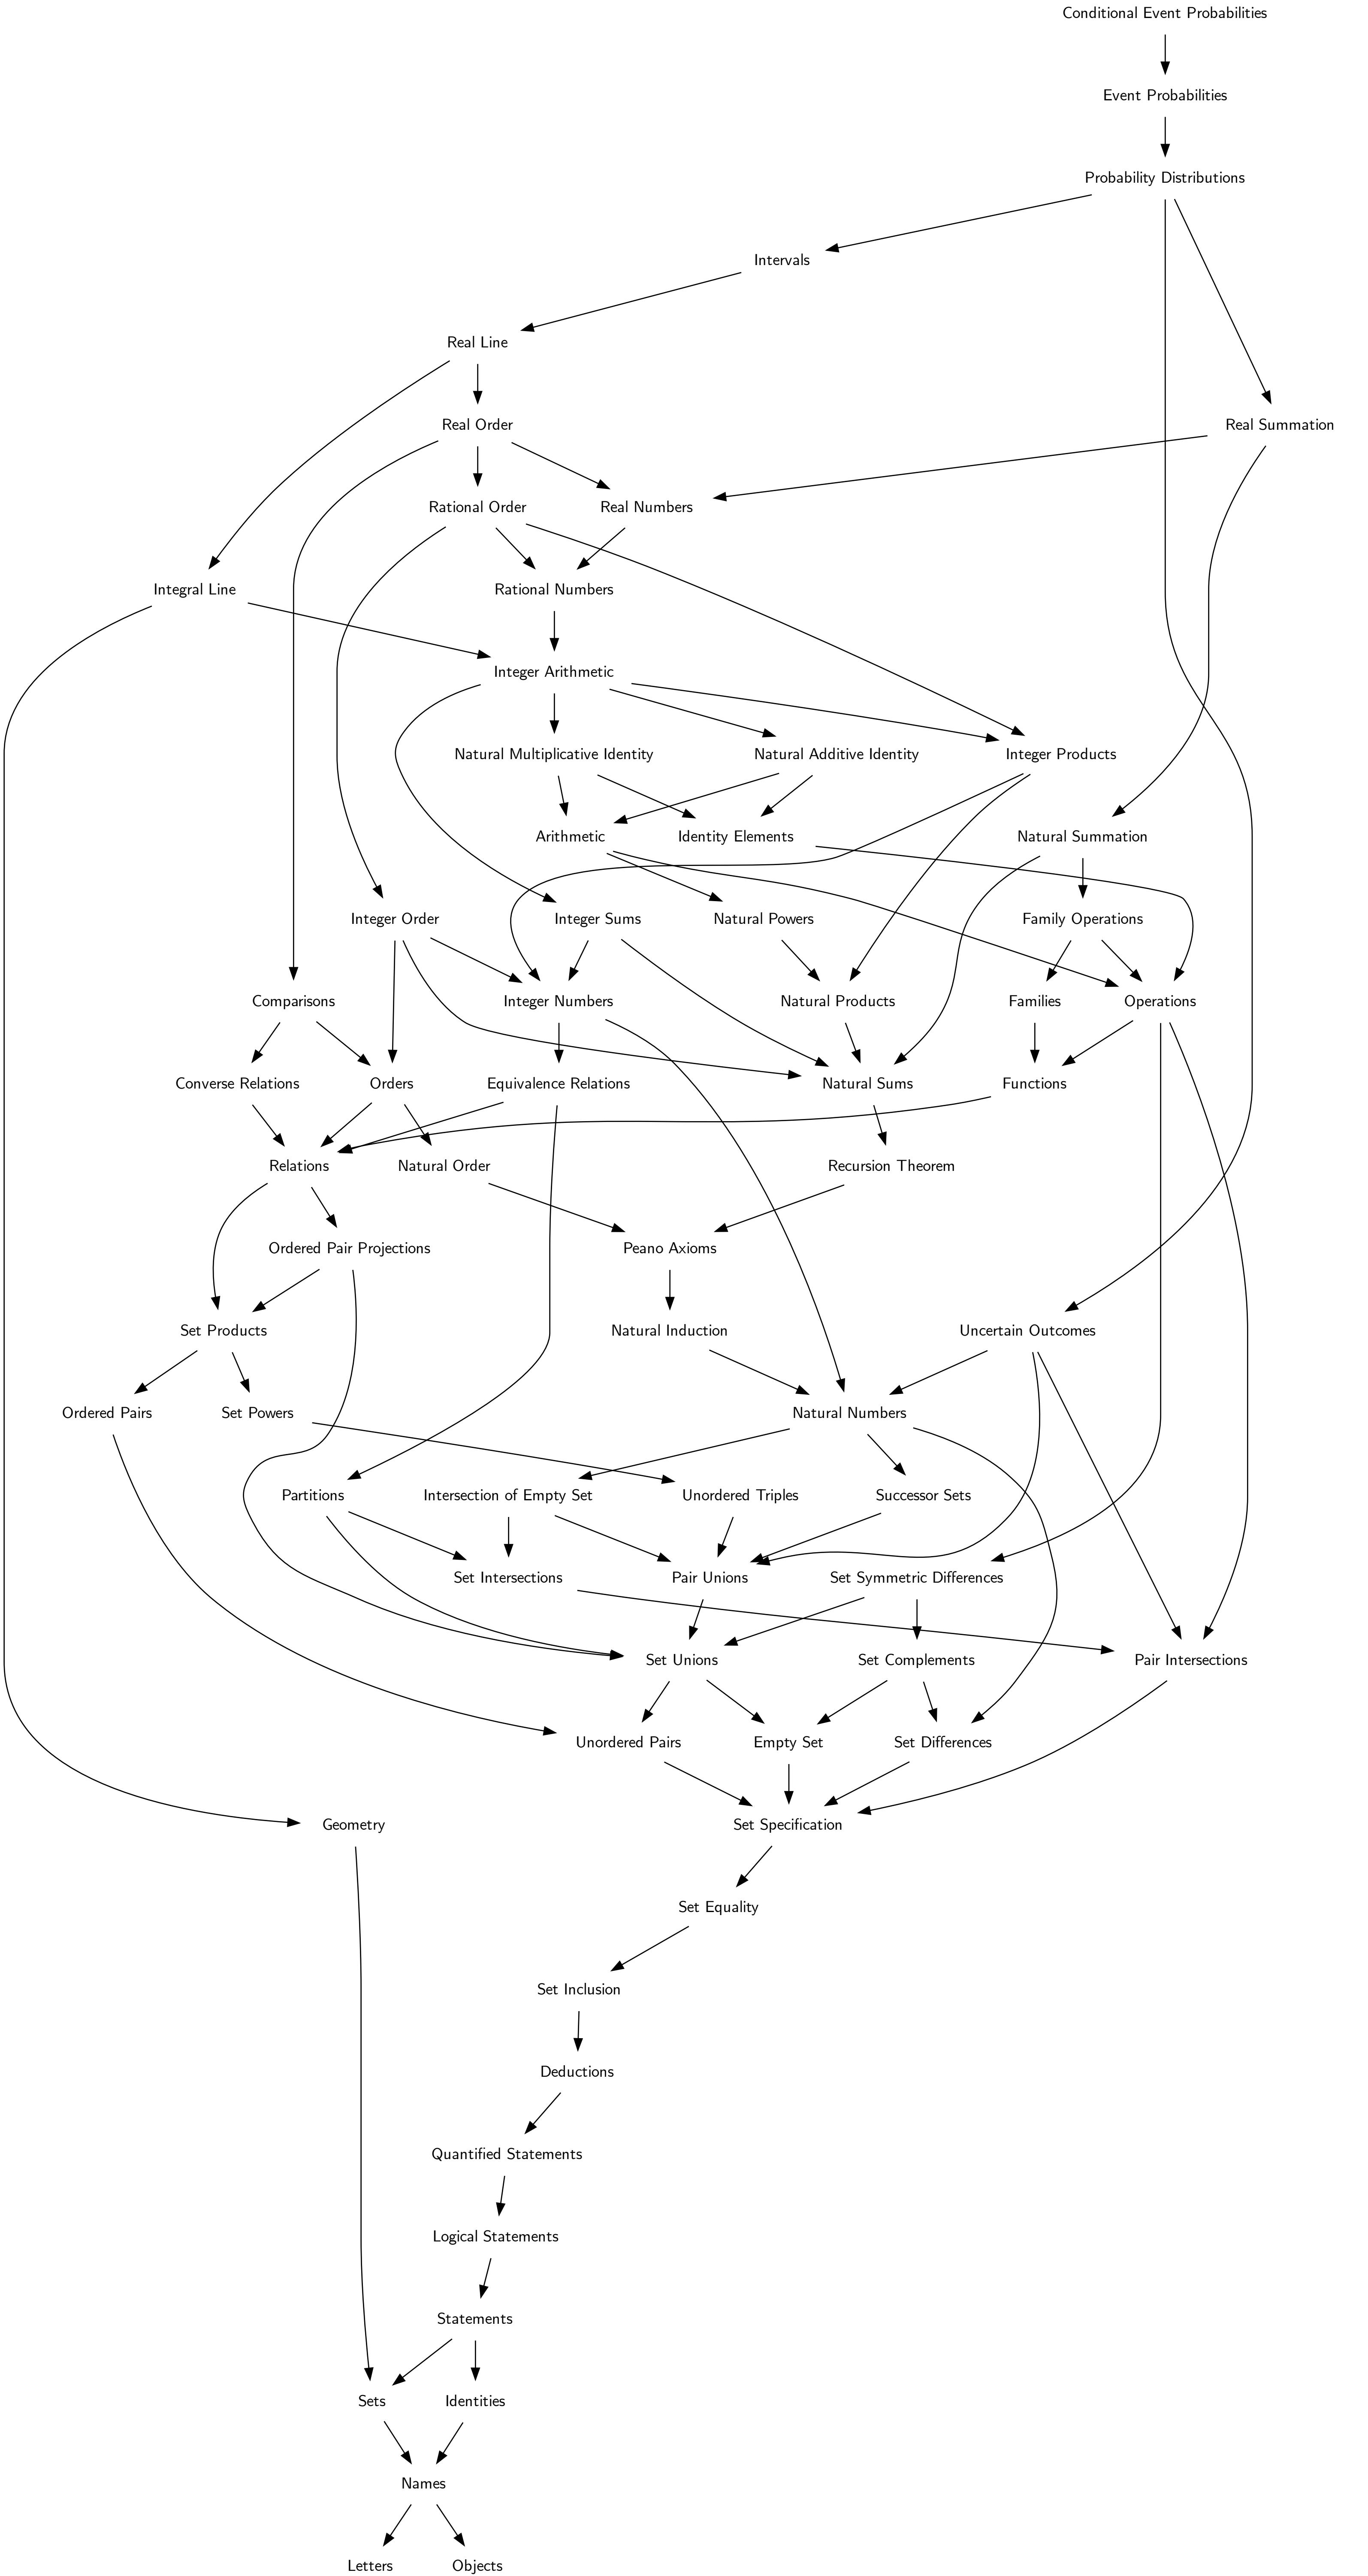 Conditional Event Probabilities
Event Probabilities
Probability Distributions
Intervals
Real Line
Real Order
Real Summation
Rational Order
Real Numbers
Integral Line
Rational Numbers
Integer Arithmetic
Natural Multiplicative Identity
Natural Additive Identity
Integer Products
Arithmetic
Identity Elements
Natural Summation
Integer Order
Integer Sums
Natural Powers
Family Operations
Comparisons
Integer Numbers
Natural Products
Families
Operations
Converse Relations
Orders
Equivalence Relations
Natural Sums
Functions
Relations
Natural Order
Recursion Theorem
Ordered Pair Projections
Peano Axioms
Set Products
Natural Induction
Uncertain Outcomes
Ordered Pairs
Set Powers
Natural Numbers
Partitions
Intersection of Empty Set
Unordered Triples
Successor Sets
Set Intersections
Pair Unions
Set Symmetric Differences
Set Unions
Set Complements
Pair Intersections
Unordered Pairs
Empty Set
Set Differences
Geometry
Set Specification
Set Equality
Set Inclusion
Deductions
Quantified Statements
Logical Statements
Statements
Sets
Identities
Names
Letters
Objects